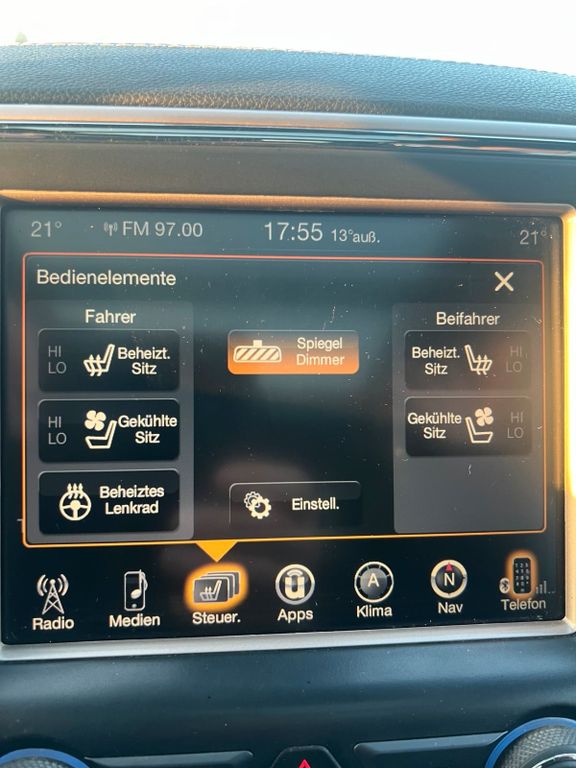 21° FM 97.00 17:55 13°auß. 21°
Bedienelemente
Fahrer
HI
LO
Beheizt.
Sitz
HI
LO
Gekühlte
Sitz
Beheiztes
Lenkrad
Spiegel
Dimmer
Einstell.
Beifahrer
Beheizt.
Sitz
HI
LO
Gekühlte
Sitz
HI
LO
Radio
Medien
Steuer.
Apps
A
Klima
N
Nav
Telefon